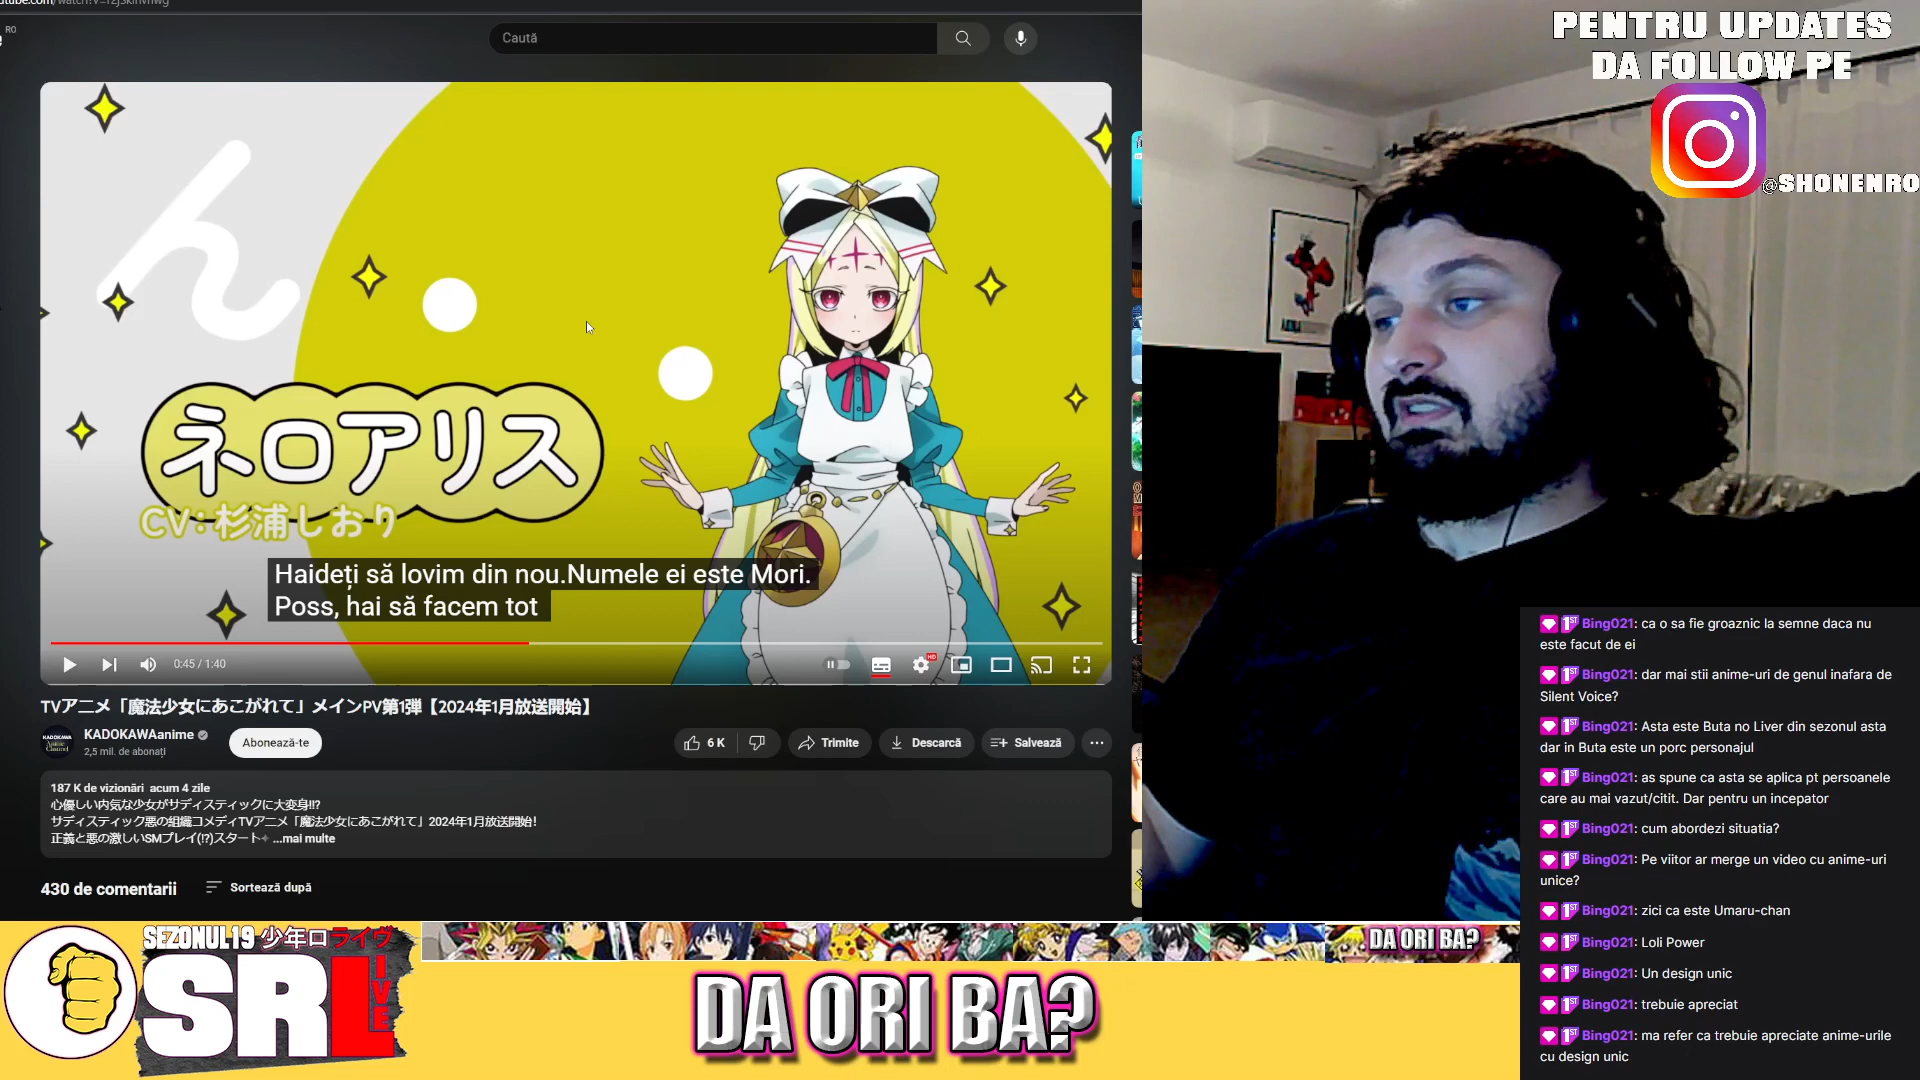 utube.com/watch?v=
RO
Caută
ん
ネロアリス
CV:杉浦しおり
Haideți să lovim din nou.Numele ei este Mori.
Poss, hai să facem tot
0:45 / 1:40
HD
TVアニメ「魔法少女にあこがれて」メインPV第1弾【2024年1月放送開始】
KADOKAWAanime
2,5 mil. de abonați
Abonează-te
6 K
Trimite
Descarcă
Salvează
187 K de vizionări acum 4 zile
心優しい内気な少女がサディスティックに大変身!!?
サディスティック悪の組織コメディTVアニメ「魔法少女にあこがれて」2024年1月放送開始!
正義と悪の激しいSMプレイ(!?)スタート ...mai multe
430 de comentarii
Sortează după
PENTRU UPDATES
DA FOLLOW PE
@SHONENRO
Bing021: ca o sa fie groaznic la semne daca nu
este facut de ei
Bing021: dar mai stii anime-uri de genul inafara de
Silent Voice?
Bing021: Asta este Buta no Liver din sezonul asta
dar in Buta este un porc personajul
Bing021: as spune ca asta se aplica pt persoanele
care au mai vazut/citit. Dar pentru un incepator
Bing021: cum abordezi situatia?
Bing021: Pe viitor ar merge un video cu anime-uri
unice?
Bing021: zici ca este Umaru-chan
Bing021: Loli Power
Bing021: Un design unic
Bing021: trebuie apreciat
Bing021: ma refer ca trebuie apreciate anime-urile
cu design unic
SEZONUL19 少年ロライヴ
SRL
LIVE
DA ORI BA?
DA ORI BA?